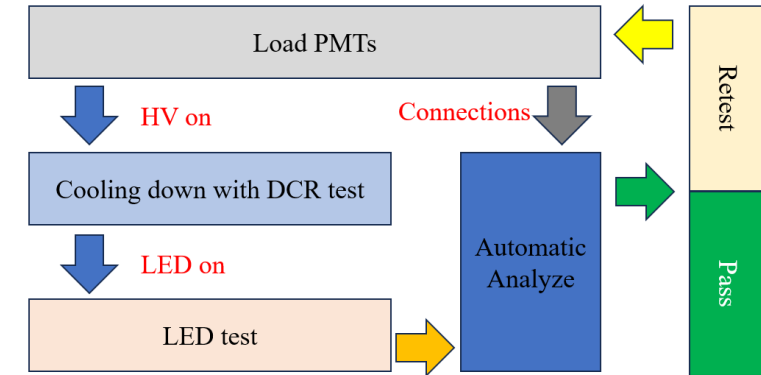 Load PMTs
HV on
Connections
Cooling down with DCR test
LED on
LED test
Automatic
Analyze
Retest
Pass